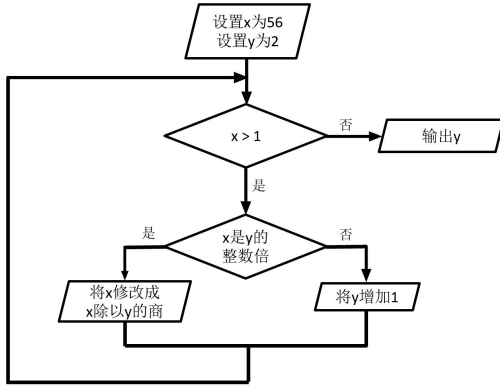 设置x为56
设置y为2
x > 1
否
输出y
是
x是y的
整数倍
是
否
将x修改成
x除以y的商
将y增加1